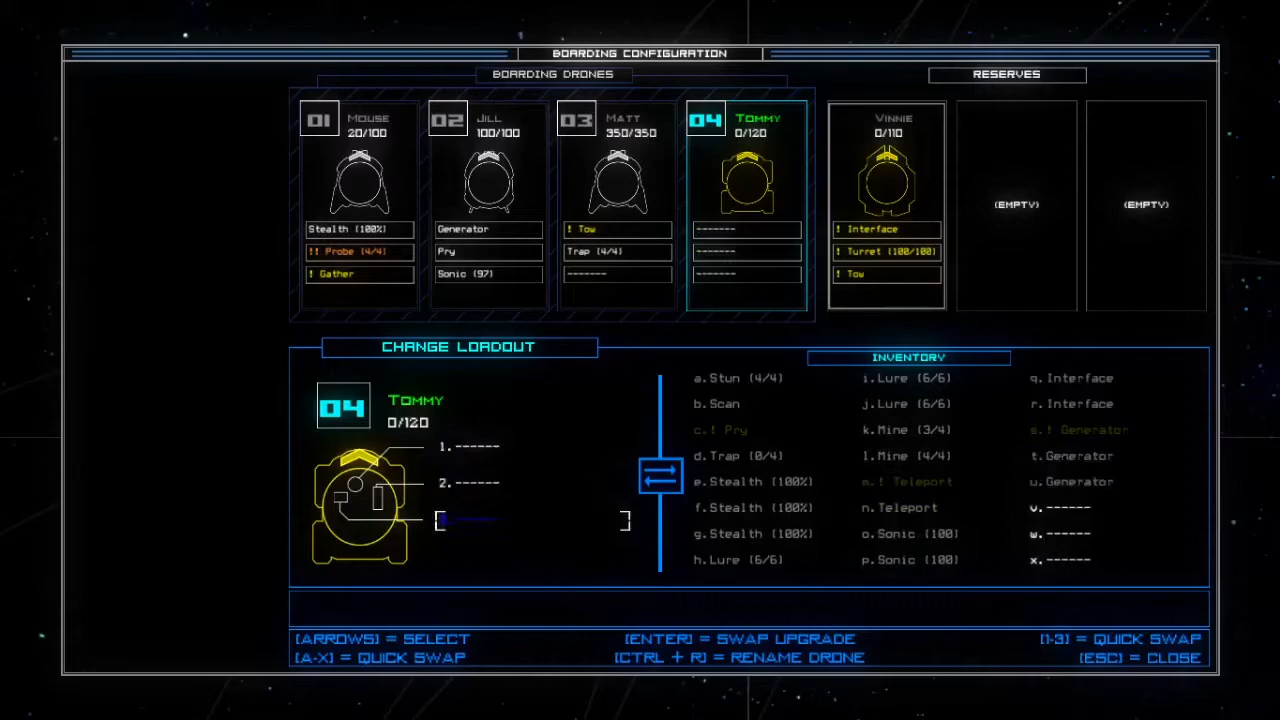 BOARDING CONFIGURATION
BOARDING DRONES
RESERVES
01 MOUSE
20/100
Stealth (100%)
!! Probe (4/4)
! Gather
02 JILL
100/100
Generator
Pry
Sonic (97)
03 MATT
350/350
! Tow
Trap (4/4)
-------
04 TOMMY
0/120
-------
-------
-------
VINNIE
0/110
! Interface
! Turret (100/100)
! Tow
(EMPTY)
(EMPTY)
CHANGE LOADOUT
04 TOMMY
0/120
1.------
2.------
INVENTORY
a.Stun (4/4)
b.Scan
c.! Pry
d.Trap (0/4)
e.Stealth (100%)
f.Stealth (100%)
g.Stealth (100%)
h.Lure (6/6)
i.Lure (6/6)
j.Lure (6/6)
k.Mine (3/4)
l.Mine (4/4)
m.! Teleport
n.Teleport
o.Sonic (100)
p.Sonic (100)
q.Interface
r.Interface
s.! Generator
t.Generator
u.Generator
v.------
w.------
x.------
[ARROWS] = SELECT
[ENTER] = SWAP UPGRADE
[1-3] = QUICK SWAP
[A-X] = QUICK SWAP
[CTRL + R] = RENAME DRONE
[ESC] = CLOSE